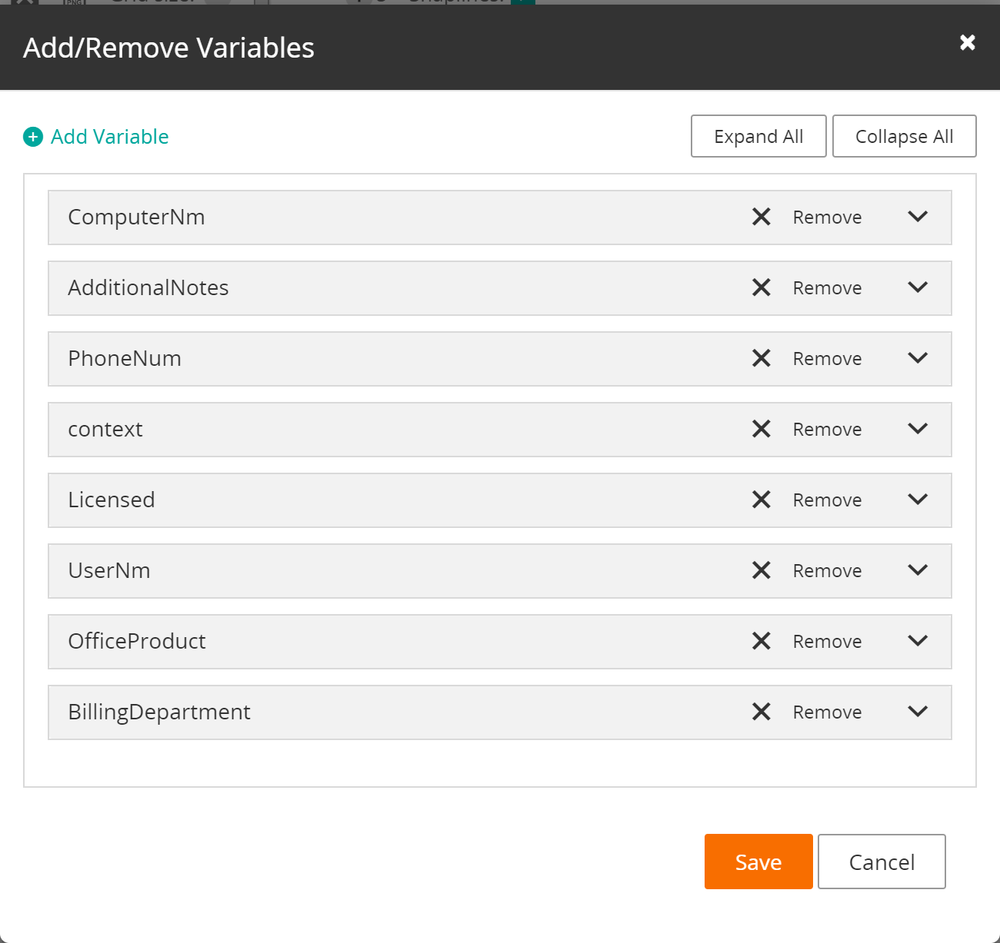 Add/Remove Variables
Add Variable
Expand All
Collapse All
ComputerNm Remove
AdditionalNotes Remove
PhoneNum Remove
context Remove
Licensed Remove
UserNm Remove
OfficeProduct Remove
BillingDepartment Remove
Save
Cancel